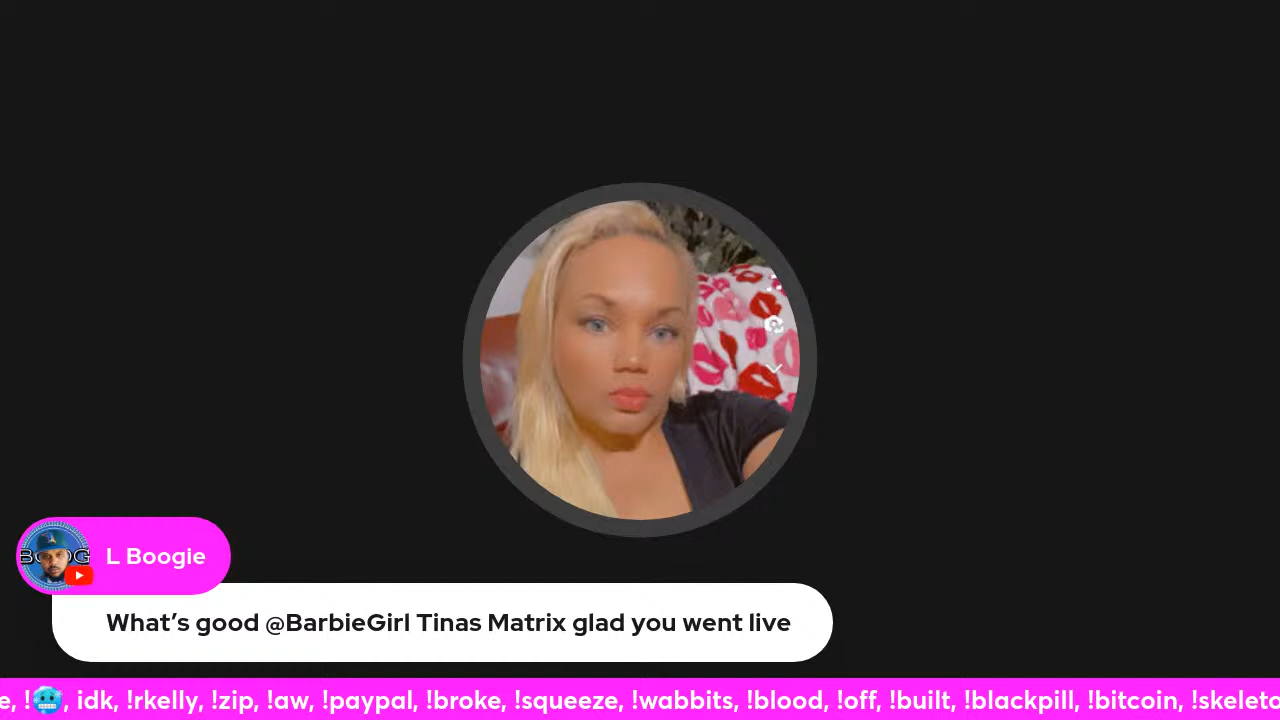 L Boogie
What's good @BarbieGirl Tinas Matrix glad you went live
e, !🥶, idk, !rkelly, !zip, !aw, !paypal, !broke, !squeeze, !wabbits, !blood, !off, !built, !blackpill, !bitcoin, !skeleto